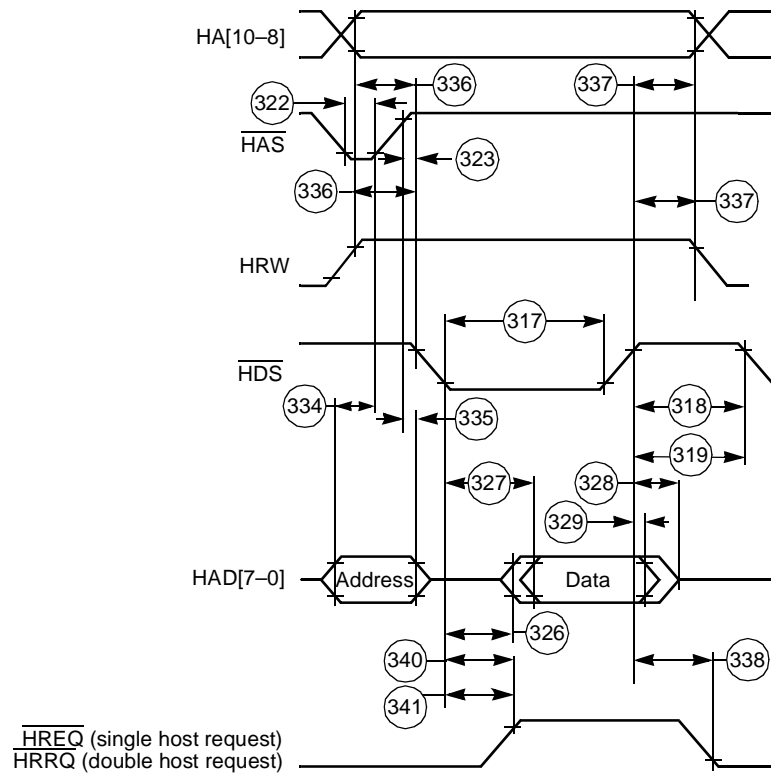 HA[10–8]
336
337
322
HAS
323
336
337
HRW
317
HDS
334
335
318
319
327
328
329
HAD[7–0]
Address
Data
326
340
338
341
HREQ (single host request)
HRRQ (double host request)